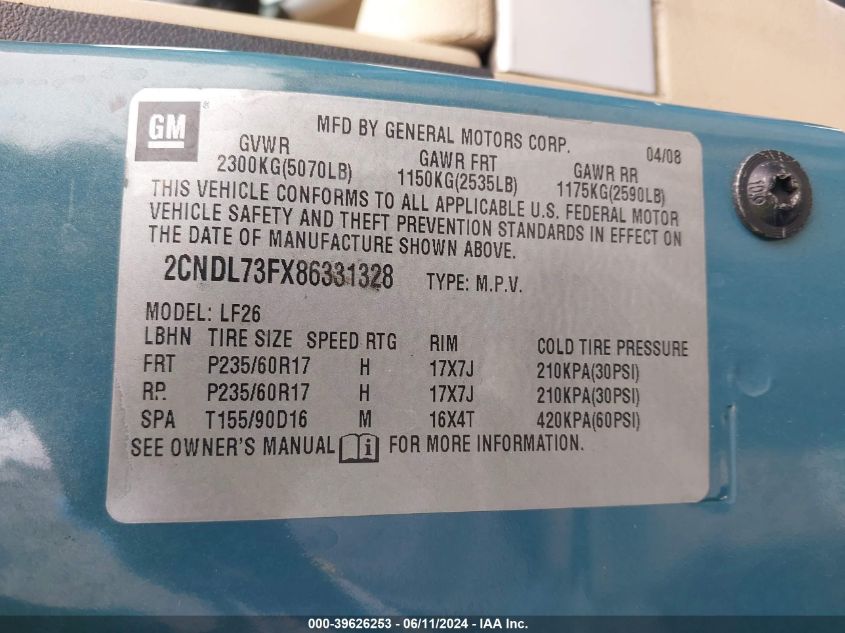 GM ®
MFD BY GENERAL MOTORS CORP. 04/08
GVWR GAWR FRT GAWR RR
2300KG(5070LB) 1150KG(2535LB) 1175KG(2590LB)
THIS VEHICLE CONFORMS TO ALL APPLICABLE U.S. FEDERAL MOTOR
VEHICLE SAFETY AND THEFT PREVENTION STANDARDS IN EFFECT ON
THE DATE OF MANUFACTURE SHOWN ABOVE.
2CNDL73FX86331328 TYPE: M.P.V.
MODEL: LF26
LBHN TIRE SIZE SPEED RTG RIM COLD TIRE PRESSURE
FRT P235/60R17 H 17X7J 210KPA(30PSI)
RR P235/60R17 H 17X7J 210KPA(30PSI)
SPA T155/90D16 M 16X4T 420KPA(60PSI)
SEE OWNER'S MANUAL FOR MORE INFORMATION.
000-39626253 - 06/11/2024 - IAA Inc.